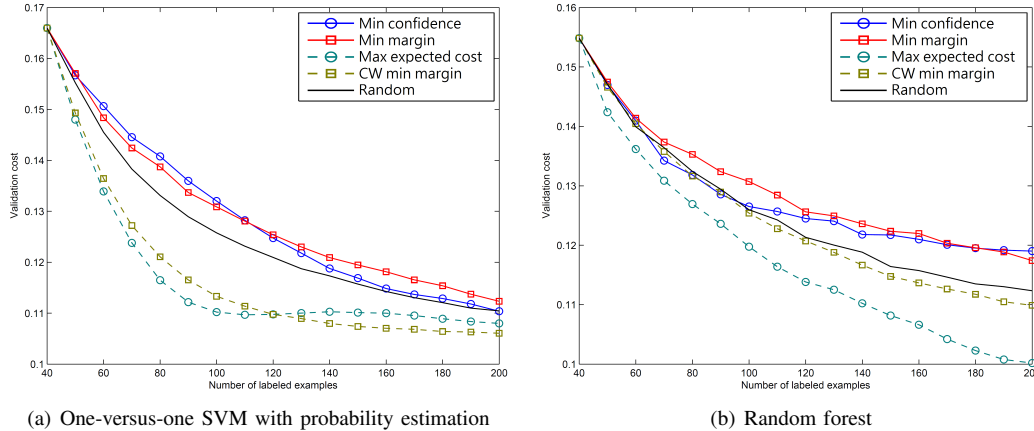 0.17
0.16
0.15
0.14
0.13
0.12
0.11
0.1
Validation cost
40
60
80
100
120
140
160
180
200
Number of labeled examples
Min confidence
Min margin
Max expected cost
CW min margin
Random
(a) One-versus-one SVM with probability estimation
0.16
0.15
0.14
0.13
0.12
0.11
0.1
Validation cost
40
60
80
100
120
140
160
180
200
Number of labeled examples
Min confidence
Min margin
Max expected cost
CW min margin
Random
(b) Random forest